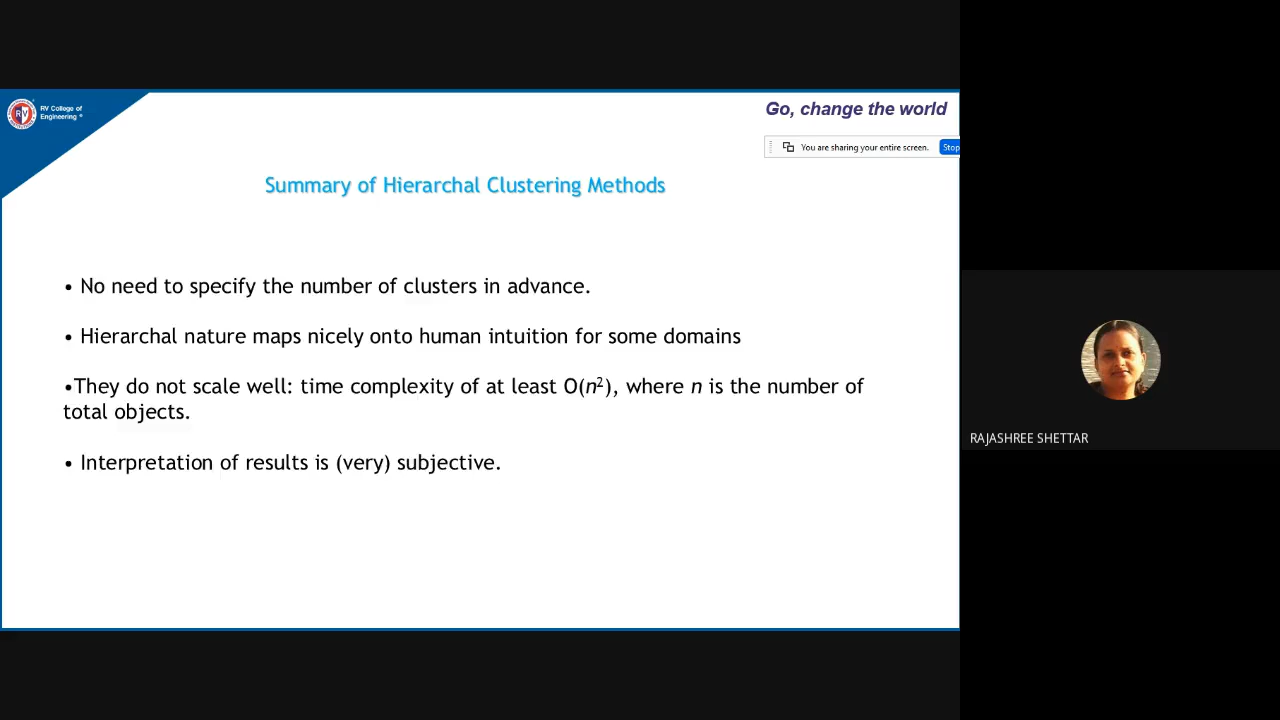 RV College of
Engineering
Go, change the world
You are sharing your entire screen.
Stop
Summary of Hierarchal Clustering Methods
• No need to specify the number of clusters in advance.
• Hierarchal nature maps nicely onto human intuition for some domains
•They do not scale well: time complexity of at least O(n²), where n is the number of
total objects.
• Interpretation of results is (very) subjective.
RAJASHREE SHETTAR